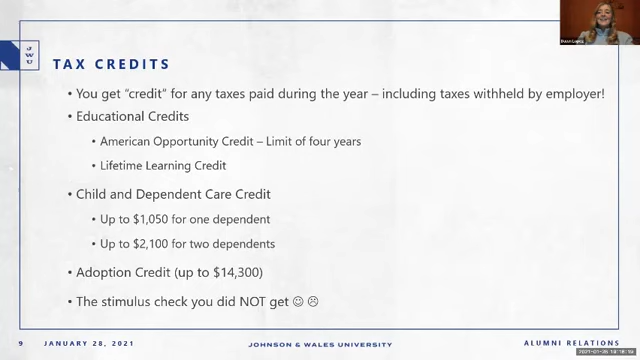 J
W
U
TAX CREDITS
• You get “credit” for any taxes paid during the year – including taxes withheld by employer!
• Educational Credits
• American Opportunity Credit – Limit of four years
• Lifetime Learning Credit
• Child and Dependent Care Credit
• Up to $1,050 for one dependent
• Up to $2,100 for two dependents
• Adoption Credit (up to $14,300)
• The stimulus check you did NOT get ☺ ☹
9 JANUARY 28, 2021 JOHNSON & WALES UNIVERSITY ALUMNI RELATIONS